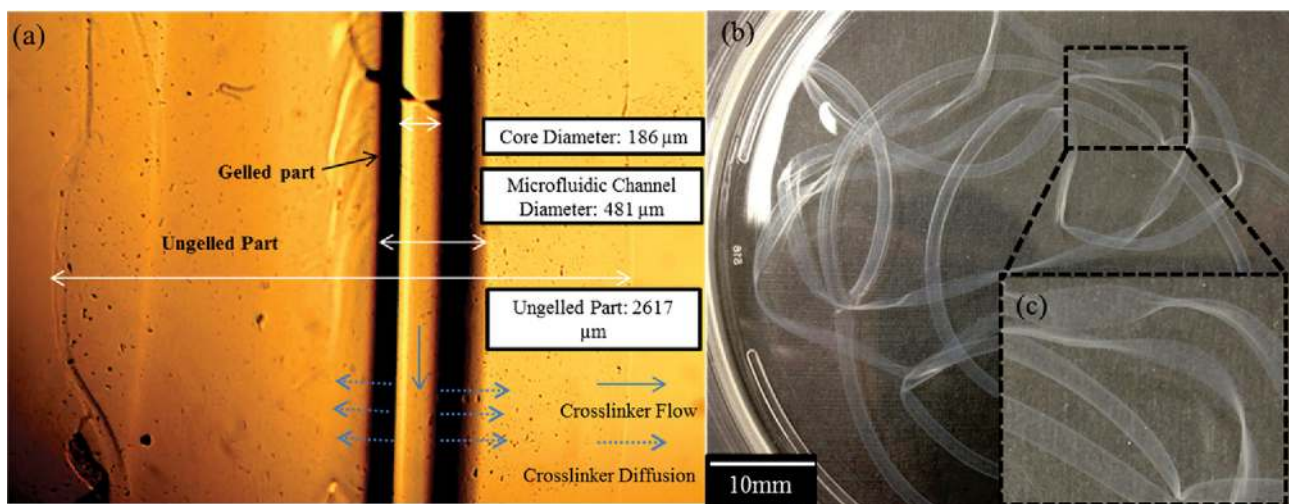 (a)
Core Diameter: 186 μm
Gelled part
Microfluidic Channel
Diameter: 481 μm
Ungelled Part
Ungelled Part: 2617
μm
Crosslinker Flow
Crosslinker Diffusion
(b)
(c)
10mm